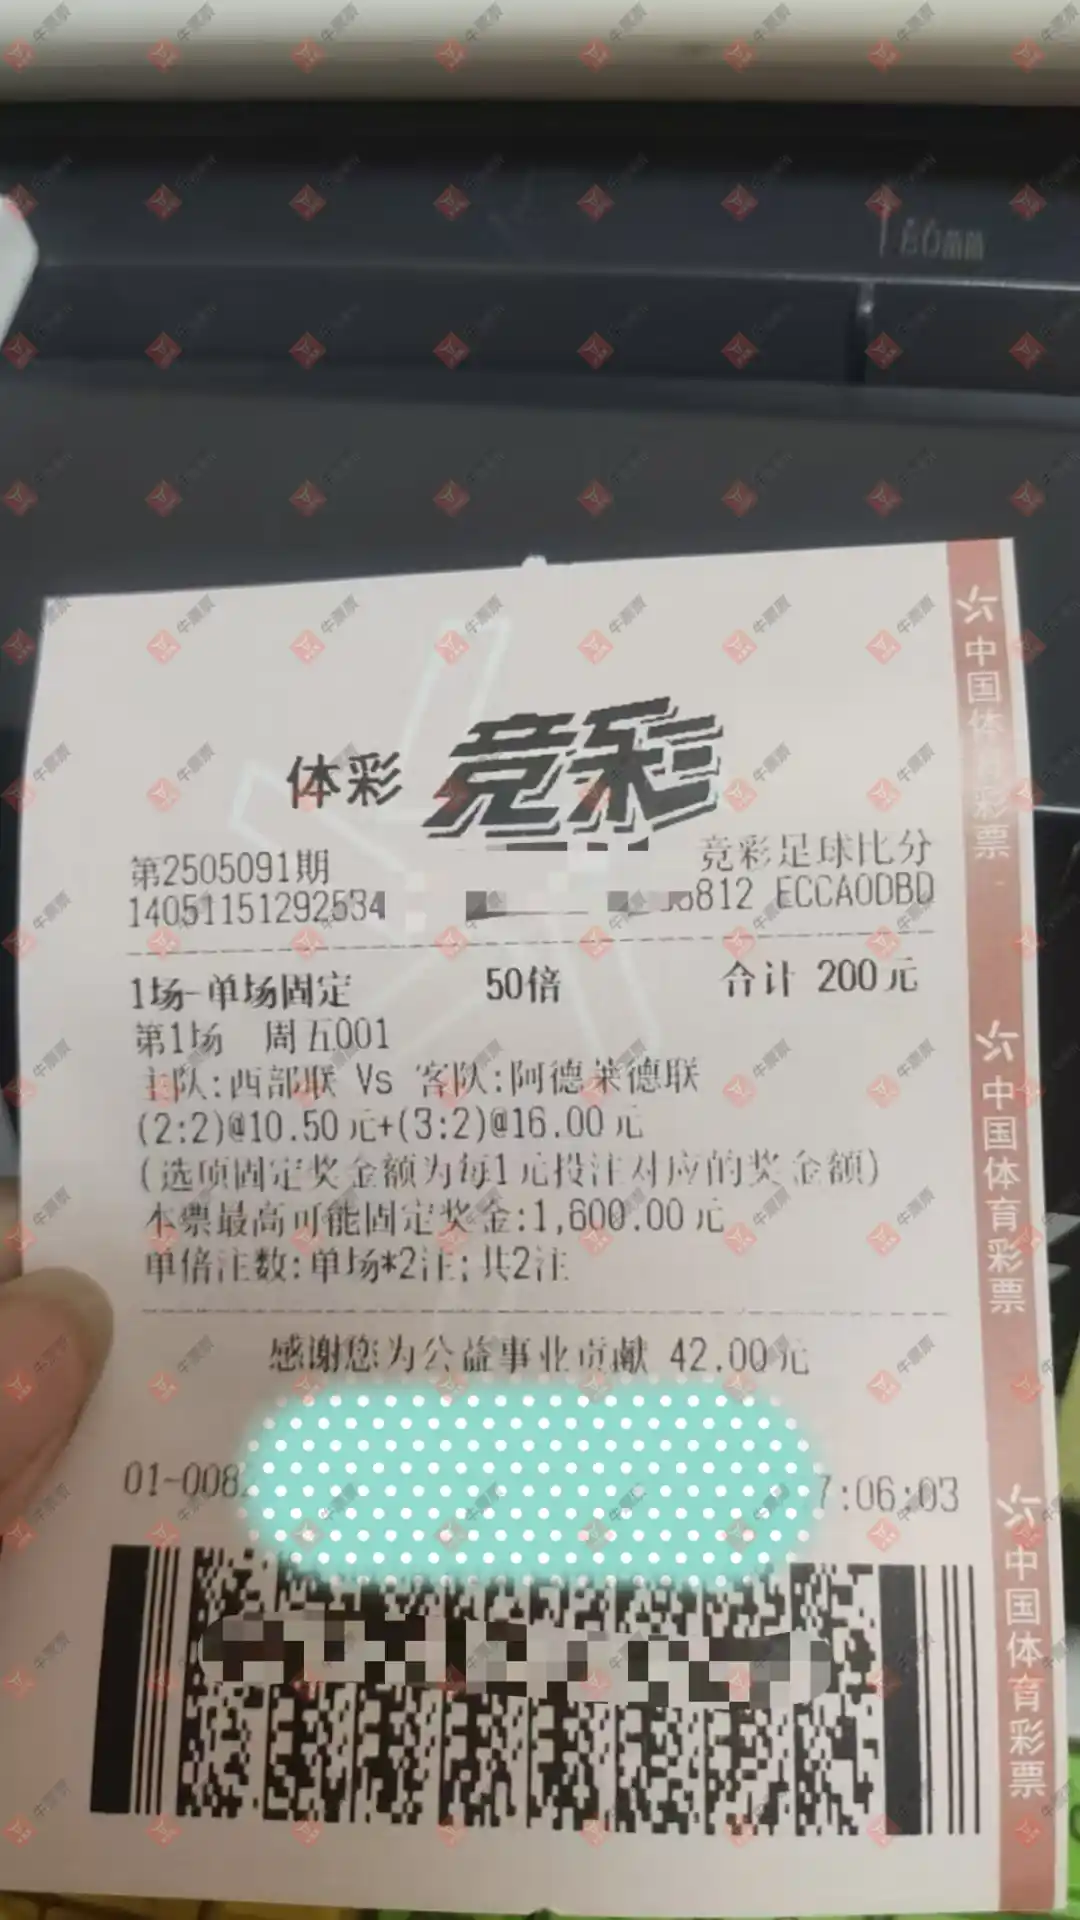 60mm
体彩 竞彩
第2505091期 竞彩足球比分
14051151292534 812 ECCA0DBD
1场-单场固定 50倍 合计 200元
第1场 周五001
主队:西部联 Vs 客队:阿德莱德联
(2:2)@10.50元+(3:2)@16.00元
(选项固定奖金额为每1元投注对应的奖金额)
本票最高可能固定奖金:1,600.00元
单倍注数:单场*2注;共2注
感谢您为公益事业贡献 42.00元
01-008 7:06:03
中国体育彩票
中国体育彩票
中国体育彩票
牛票票